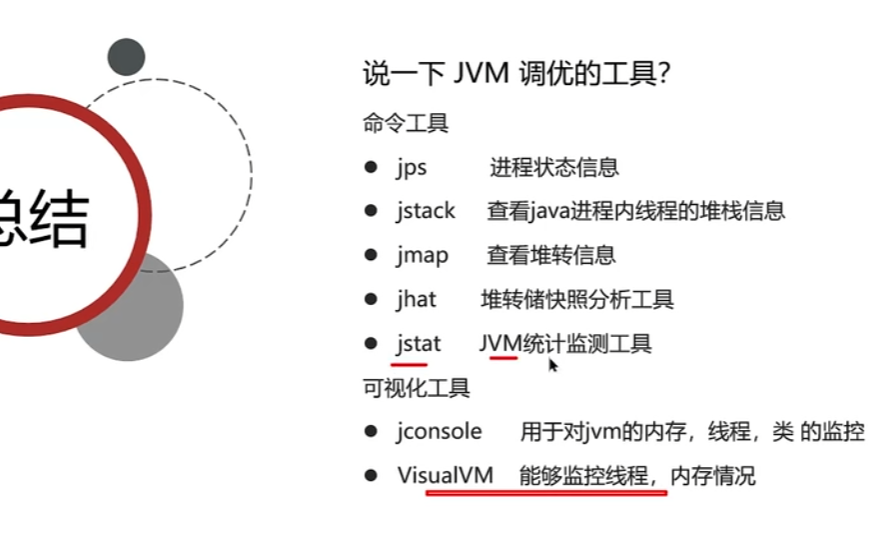 总结
说一下 JVM 调优的工具？
命令工具
● jps 进程状态信息
● jstack 查看java进程内线程的堆栈信息
● jmap 查看堆转信息
● jhat 堆转储快照分析工具
● jstat JVM统计监测工具
可视化工具
● jconsole 用于对jvm的内存，线程，类 的监控
● VisualVM 能够监控线程，内存情况